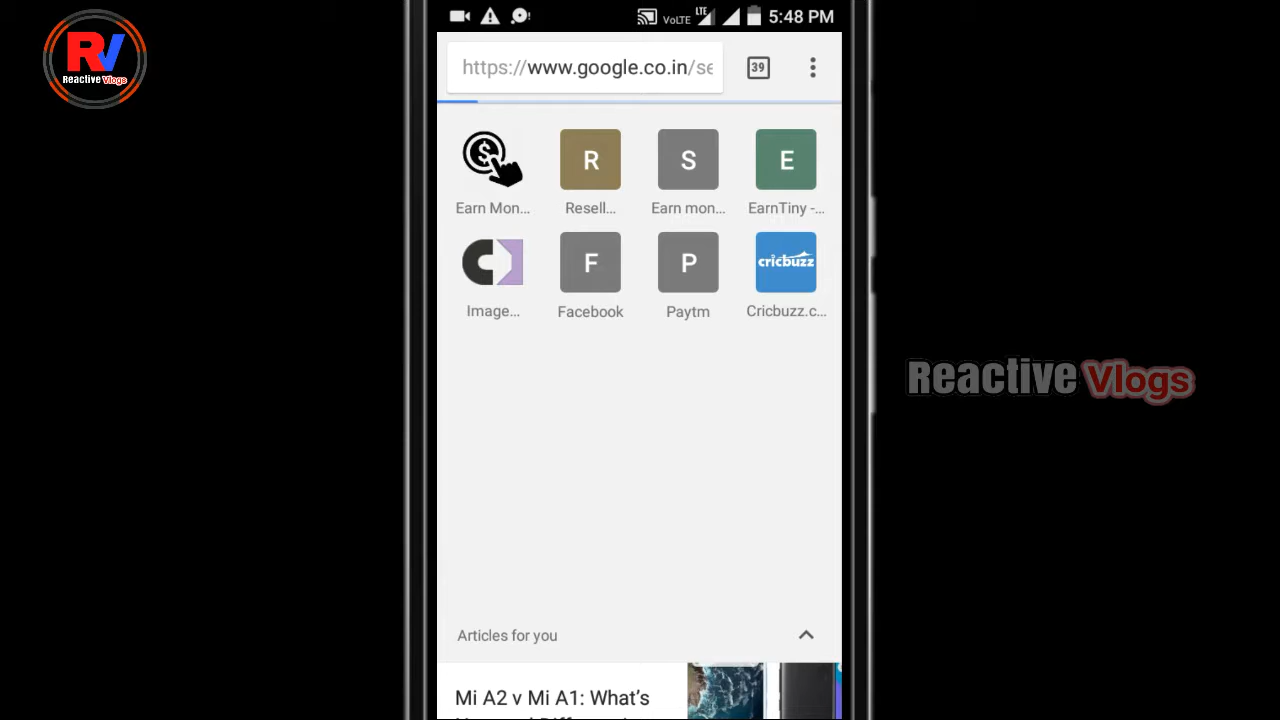 RV
Reactive Vlogs
VoLTE LTE 5:48 PM
https://www.google.co.in/se
39
$
R S E
Earn Mon... Resell... Earn mon... EarnTiny -...
F P cricbuzz
Image... Facebook Paytm Cricbuzz.c...
Reactive Vlogs
Articles for you
Mi A2 v Mi A1: What's